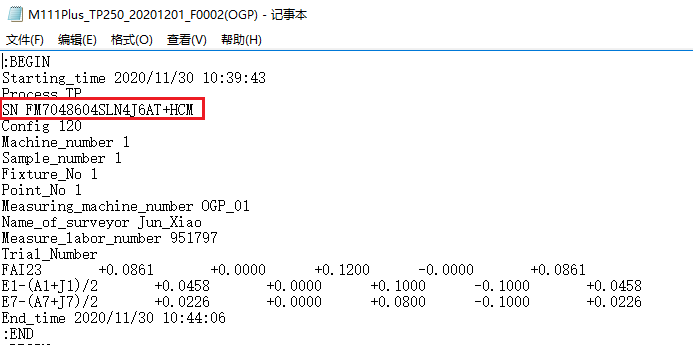 M111Plus_TP250_20201201_F0002(OGP) - 记事本
文件(F) 编辑(E) 格式(O) 查看(V) 帮助(H)
:BEGIN
Starting_time 2020/11/30 10:39:43
Process TP
SN FM7048604SLN4J6AT+HCM
Config 120
Machine_number 1
Sample_number 1
Fixture_No 1
Point_No 1
Measuring_machine_number OGP_01
Name_of_surveyor Jun_Xiao
Measure_labor_number 951797
Trial_Number
FAI23 +0.0861 +0.0000 +0.1200 -0.0000 +0.0861
E1-(A1+J1)/2 +0.0458 +0.0000 +0.1000 -0.1000 +0.0458
E7-(A7+J7)/2 +0.0226 +0.0000 +0.0800 -0.1000 +0.0226
End_time 2020/11/30 10:44:06
:END